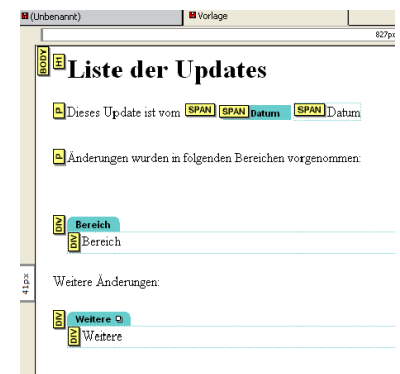 (Unbenannt) Vorlage
827px
BODY H1 Liste der Updates
P Dieses Update ist vom SPAN SPAN Datum SPAN Datum
P Änderungen wurden in folgenden Bereichen vorgenommen:
DIV Bereich
DIV Bereich
41px
Weitere Änderungen:
DIV Weitere
DIV Weitere